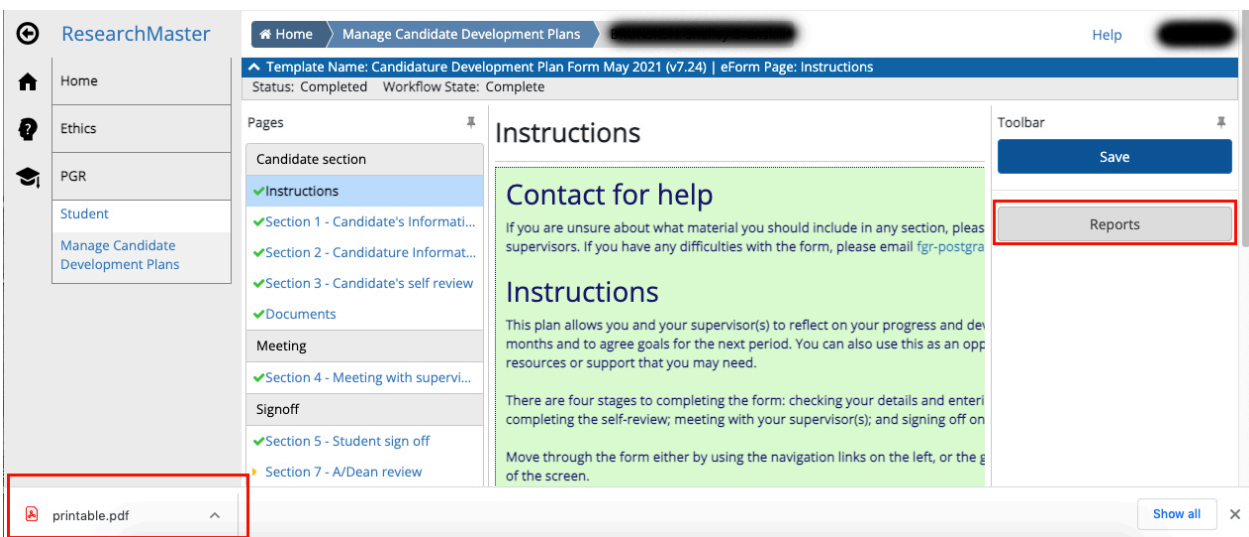 ResearchMaster
Home
Manage Candidate Development Plans
Help
Home
Ethics
PGR
Student
Manage Candidate
Development Plans
Template Name: Candidature Development Plan Form May 2021 (v7.24) | eForm Page: Instructions
Status: Completed Workflow State: Complete
Pages
Candidate section
Instructions
Section 1 - Candidate's Informati...
Section 2 - Candidature Informat...
Section 3 - Candidate's self review
Documents
Meeting
Section 4 - Meeting with supervi...
Signoff
Section 5 - Student sign off
Section 7 - A/Dean review
Instructions
Contact for help
If you are unsure about what material you should include in any section, pleas
supervisors. If you have any difficulties with the form, please email fgr-postgra
Instructions
This plan allows you and your supervisor(s) to reflect on your progress and dev
months and to agree goals for the next period. You can also use this as an opp
resources or support that you may need.
There are four stages to completing the form: checking your details and enteri
completing the self-review; meeting with your supervisor(s); and signing off on
Move through the form either by using the navigation links on the left, or the g
of the screen.
Toolbar
Save
Reports
printable.pdf
Show all